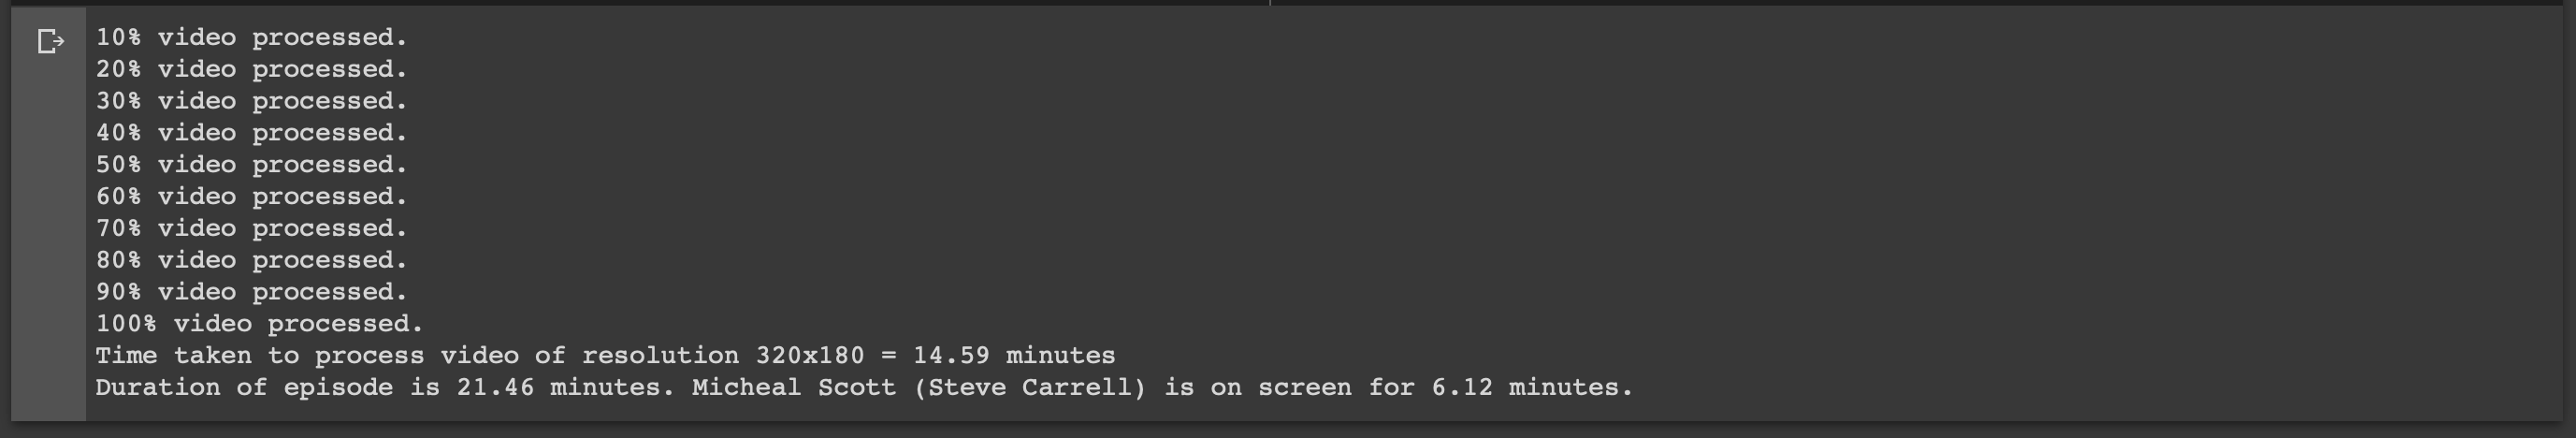 10% video processed.
20% video processed.
30% video processed.
40% video processed.
50% video processed.
60% video processed.
70% video processed.
80% video processed.
90% video processed.
100% video processed.
Time taken to process video of resolution 320x180 = 14.59 minutes
Duration of episode is 21.46 minutes. Micheal Scott (Steve Carrell) is on screen for 6.12 minutes.